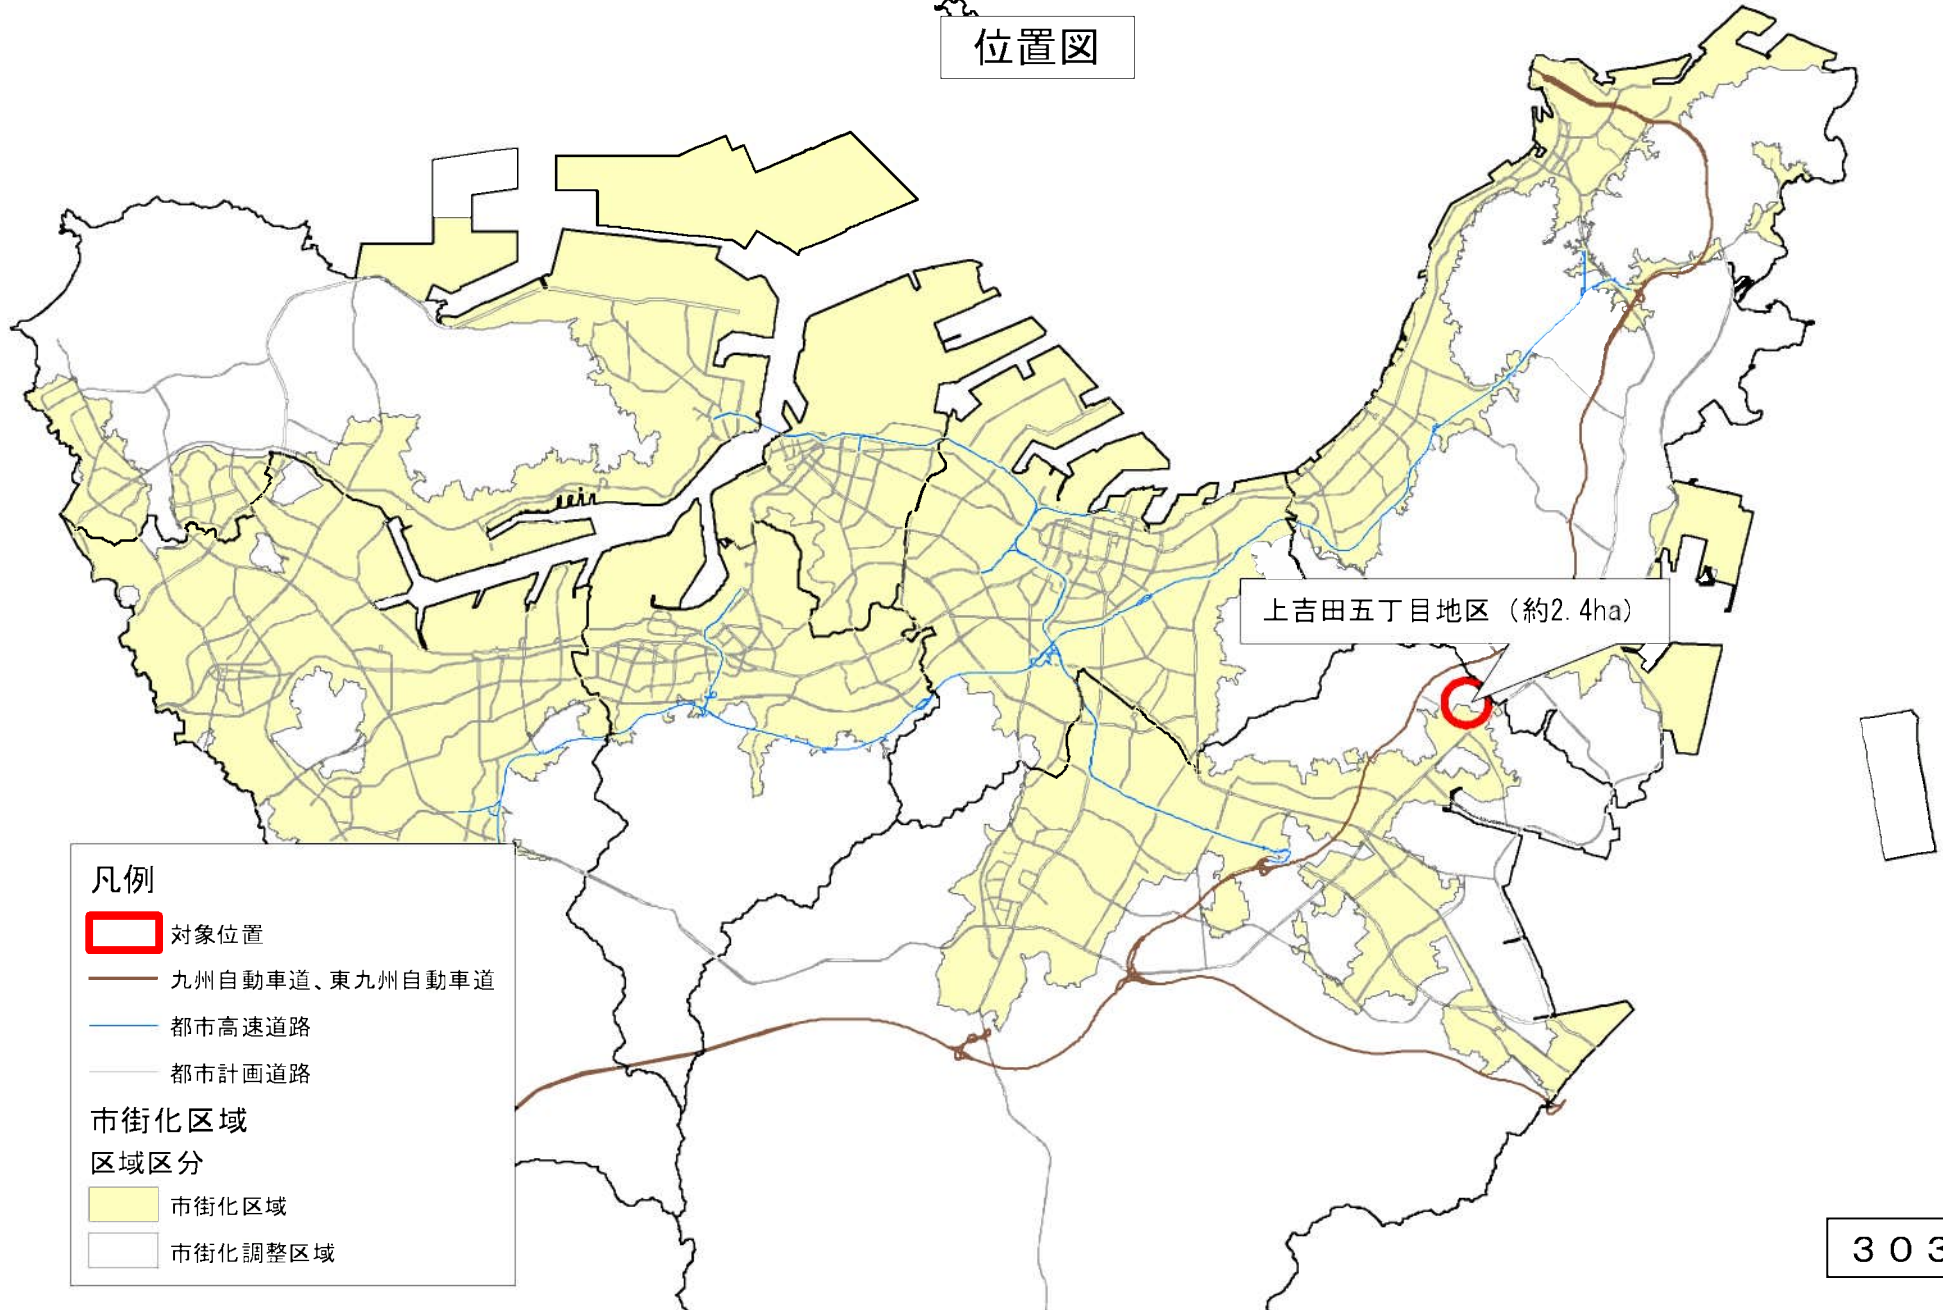 位置図
上吉田五丁目地区（約2.4ha）
凡例
対象位置
九州自動車道、東九州自動車道
都市高速道路
都市計画道路
市街化区域
区域区分
市街化区域
市街化調整区域
３０３